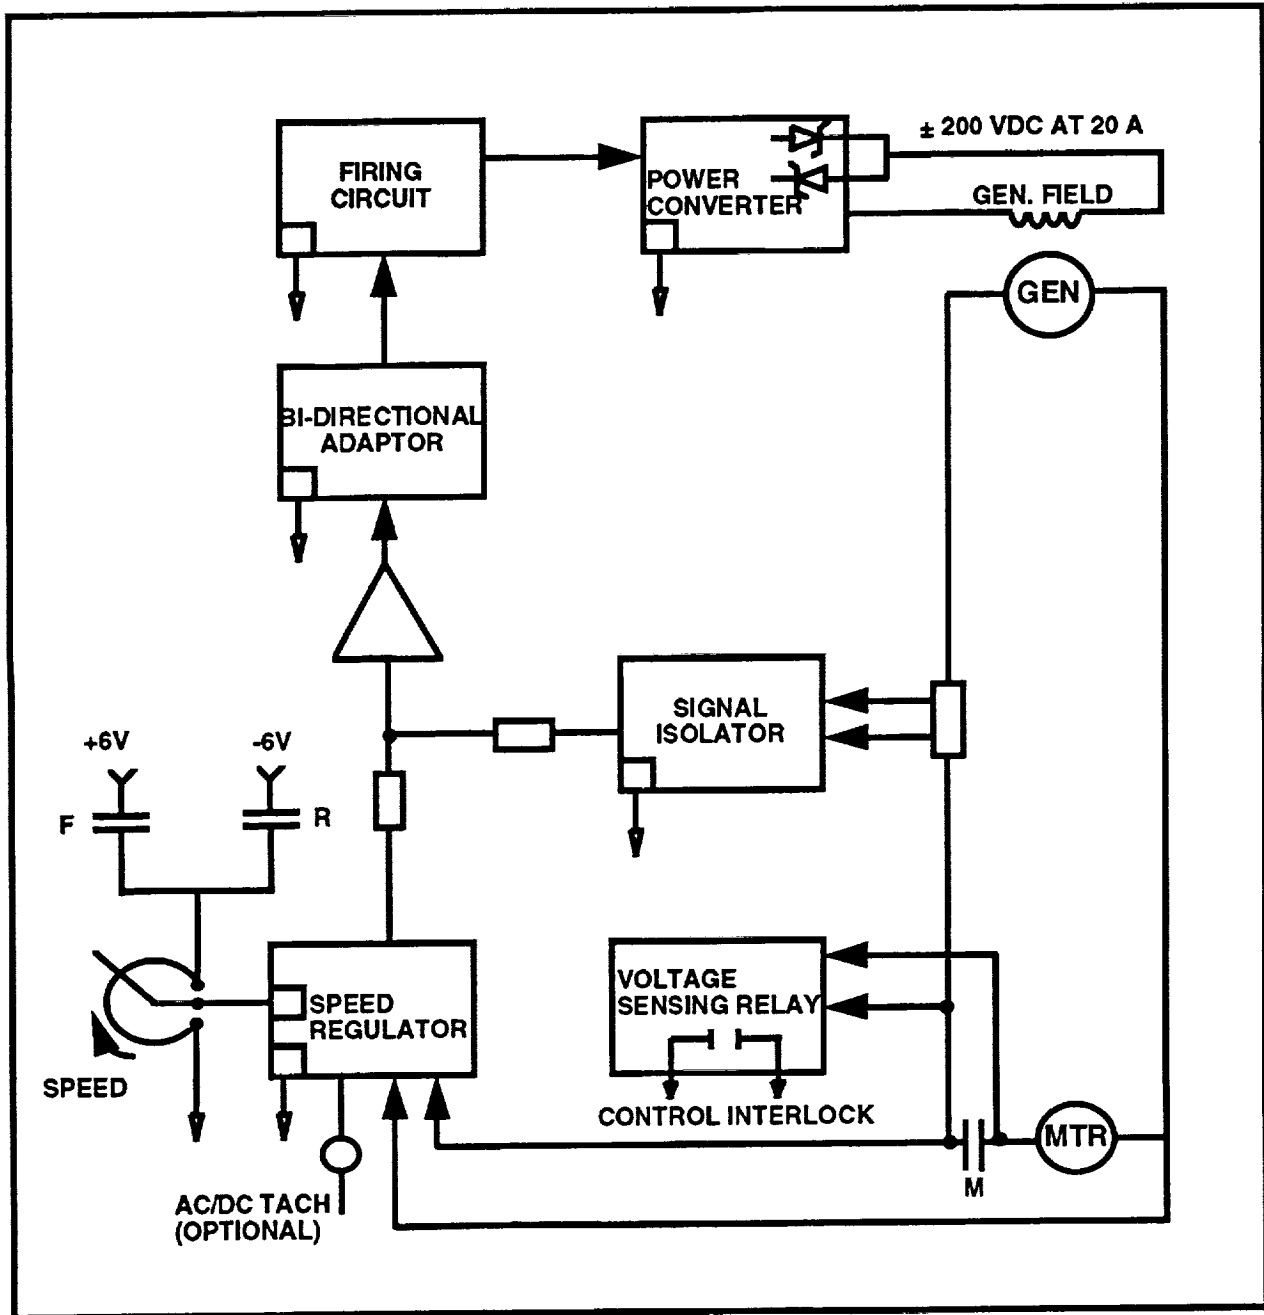 FIRING
CIRCUIT
POWER
CONVERTER
± 200 VDC AT 20 A
GEN. FIELD
GEN
BI-DIRECTIONAL
ADAPTOR
SIGNAL
ISOLATOR
+6V
-6V
F
R
SPEED
REGULATOR
VOLTAGE
SENSING RELAY
SPEED
CONTROL INTERLOCK
MTR
M
AC/DC TACH
(OPTIONAL)